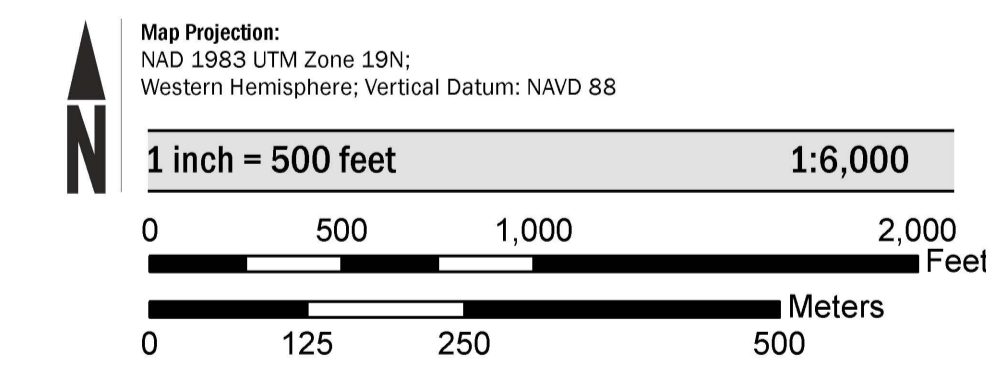 N
Map Projection:
NAD 1983 UTM Zone 19N;
Western Hemisphere; Vertical Datum: NAVD 88
1 inch = 500 feet 1:6,000
0 500 1,000 2,000
Feet
Meters
0 125 250 500